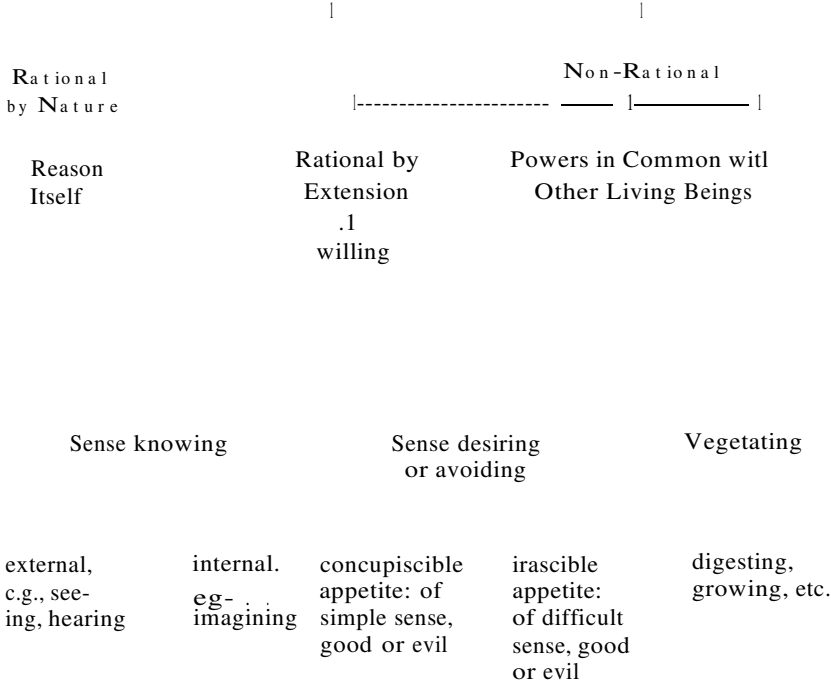 Rational
by Nature
Non-Rational
Reason
Itself
Rational by
Extension
.1
willing
Powers in Common witl
Other Living Beings
Sense knowing
Sense desiring
or avoiding
Vegetating
external,
c.g., see-
ing, hearing
internal.
eg-
imagining
concupiscible
appetite: of
simple sense,
good or evil
irascible
appetite:
of difficult
sense, good
or evil
digesting,
growing, etc.